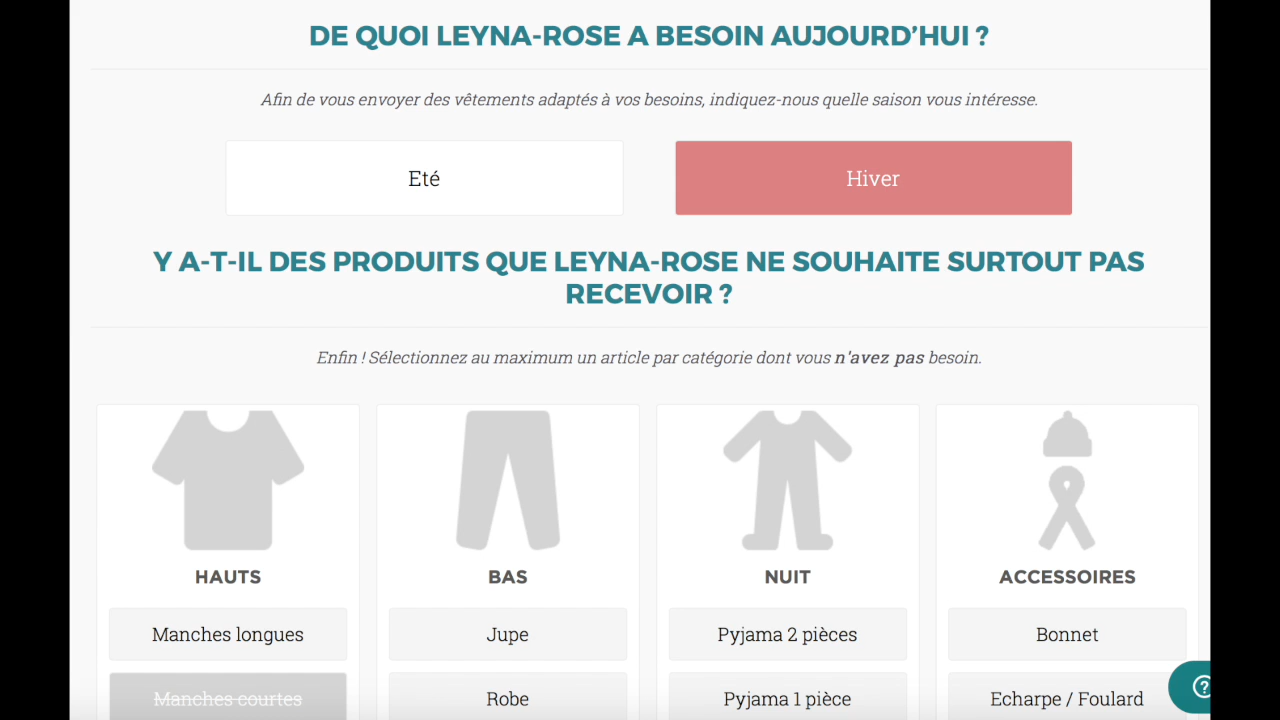 DE QUOI LEYNA-ROSE A BESOIN AUJOURD’HUI ?
Afin de vous envoyer des vêtements adaptés à vos besoins, indiquez-nous quelle saison vous intéresse.
Eté
Hiver
Y A-T-IL DES PRODUITS QUE LEYNA-ROSE NE SOUHAITE SURTOUT PAS
RECEVOIR ?
Enfin ! Sélectionnez au maximum un article par catégorie dont vous n'avez pas besoin.
HAUTS
BAS
NUIT
ACCESSOIRES
Manches longues
Jupe
Pyjama 2 pièces
Bonnet
Manches courtes
Robe
Pyjama 1 pièce
Echarpe / Foulard
?